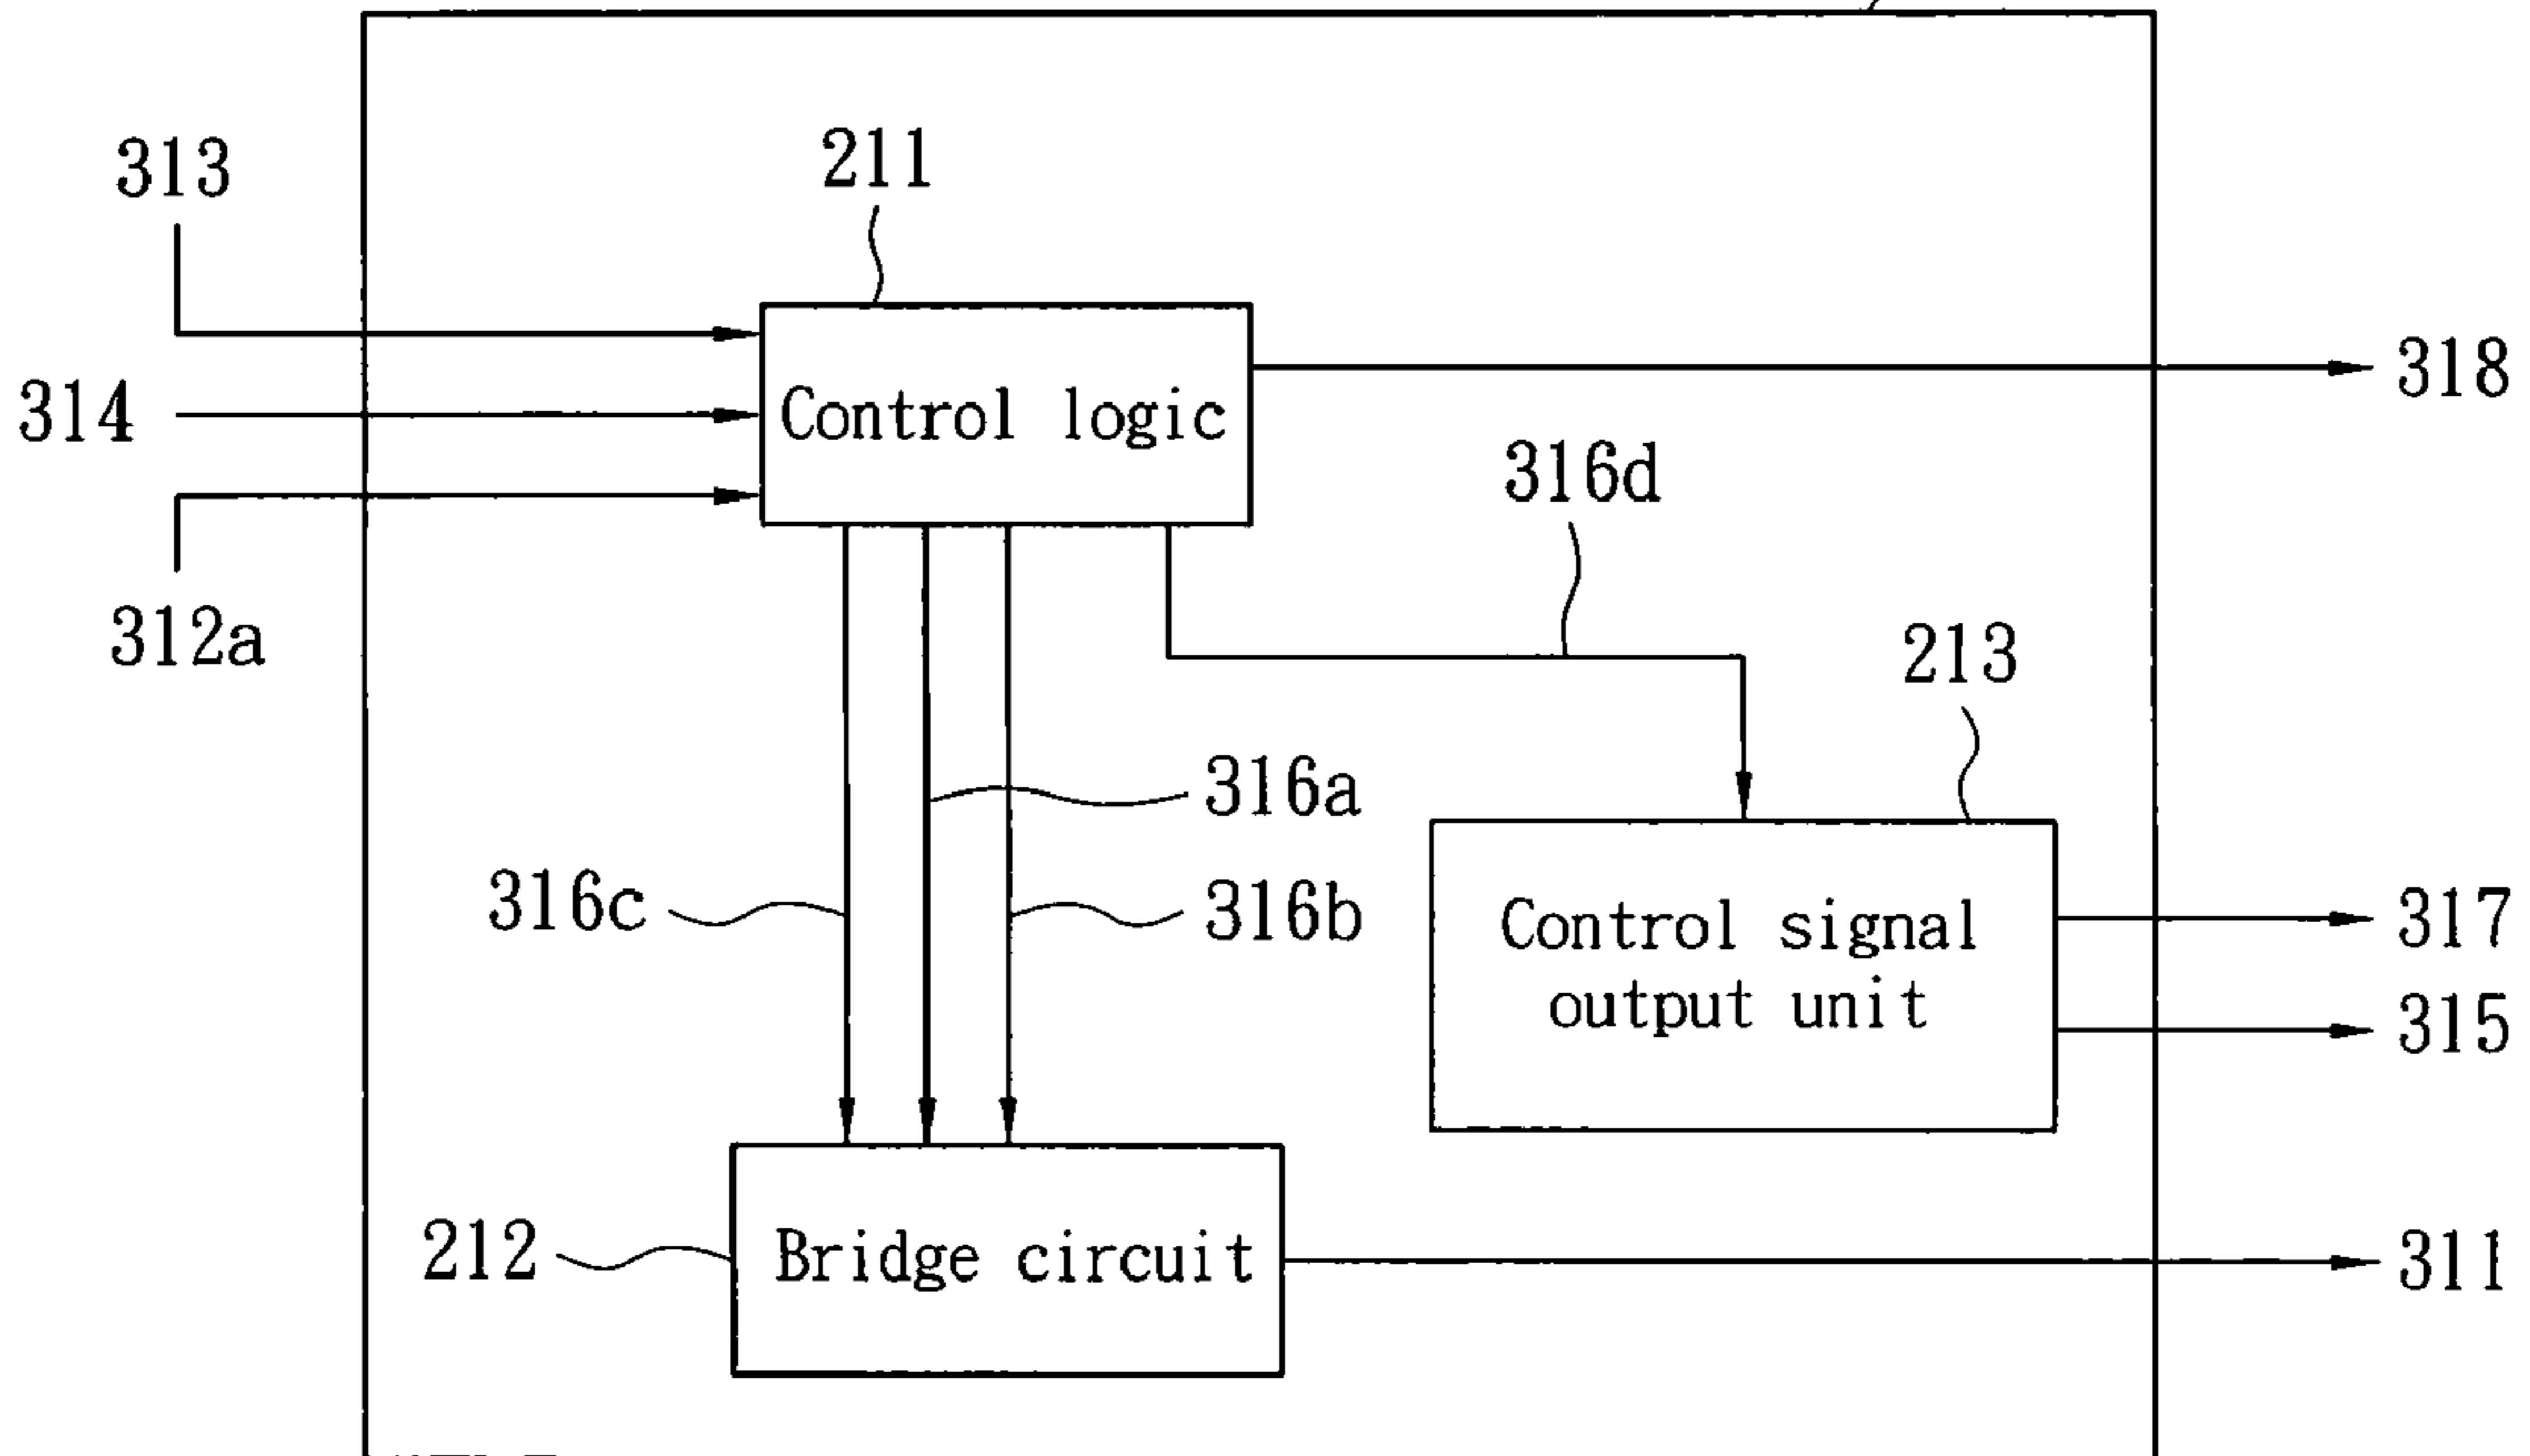 313
211
314
Control logic
318
312a
316d
213
316a
316c
316b
Control signal
output unit
317
315
212
Bridge circuit
311